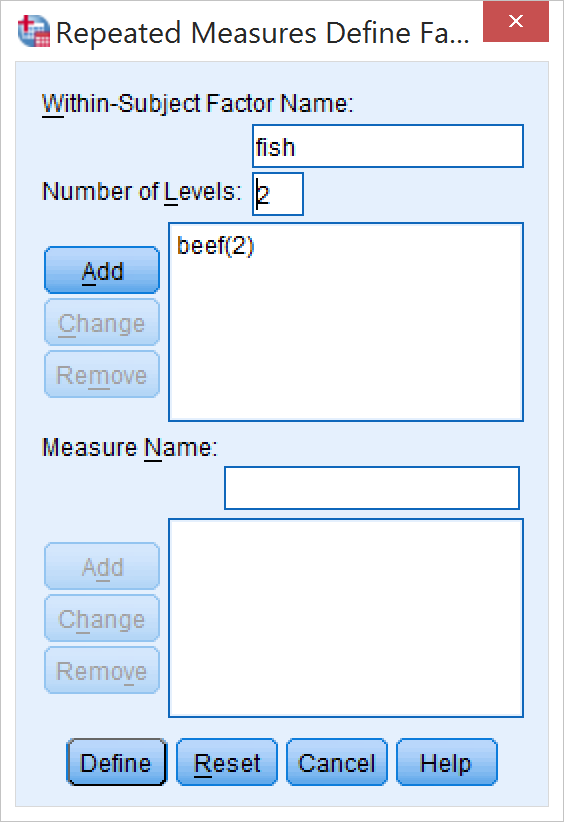 Repeated Measures Define Fa...
Within-Subject Factor Name:
fish
Number of Levels: 2
beef(2)
Add
Change
Remove
Measure Name:
Add
Change
Remove
Define Reset Cancel Help